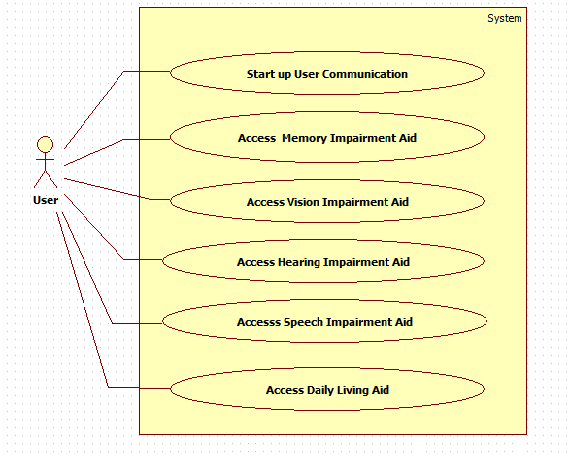 System
Start up User Communication
Access Memory Impairment Aid
Access Vision Impairment Aid
User
Access Hearing Impairment Aid
Accesss Speech Impairment Aid
Access Daily Living Aid